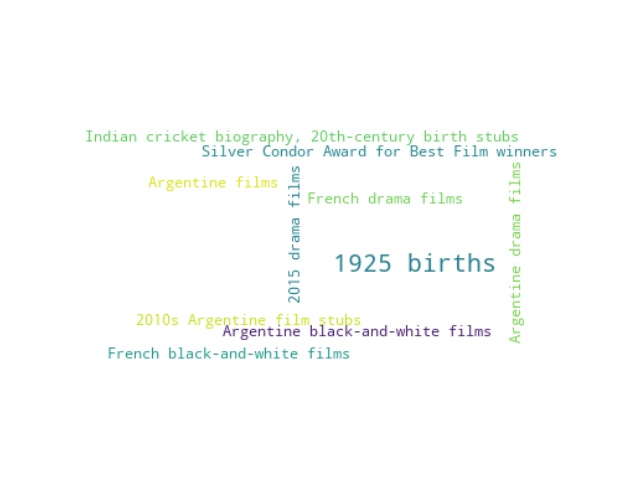 Indian cricket biography, 20th-century birth stubs
Silver Condor Award for Best Film winners
Argentine films
2015 drama films
French drama films
Argentine drama films
1925 births
2010s Argentine film stubs
Argentine black-and-white films
French black-and-white films